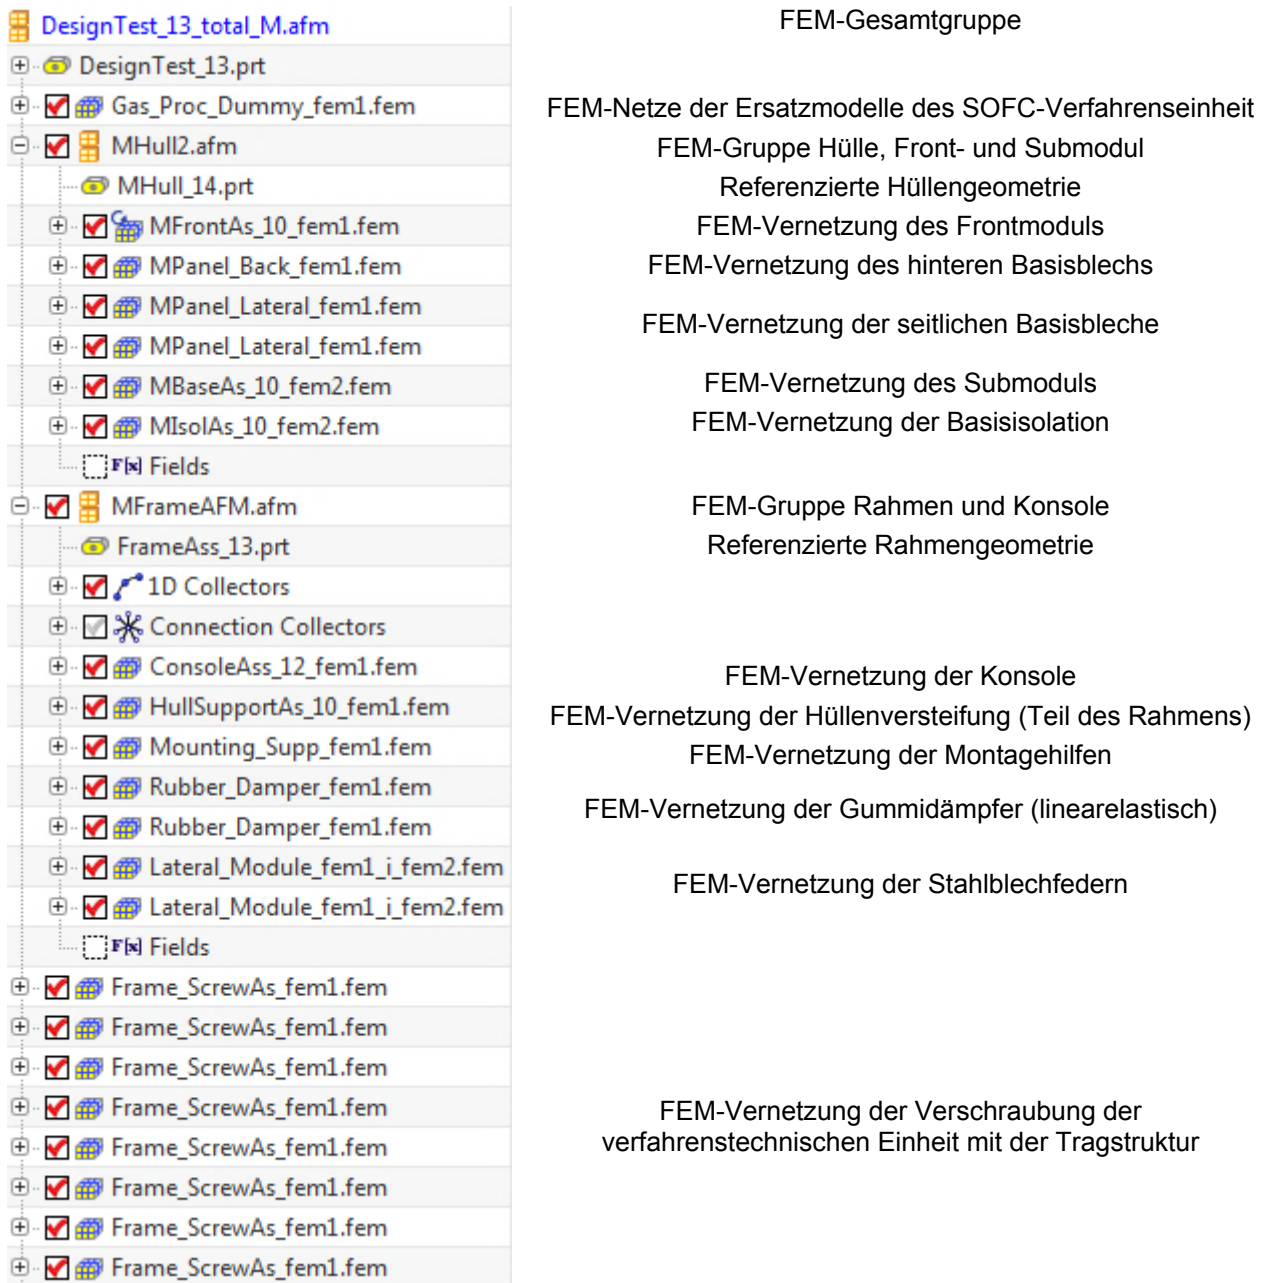 DesignTest_13_total_M.afm FEM-Gesamtgruppe
DesignTest_13.prt
Gas_Proc_Dummy_fem1.fem FEM-Netze der Ersatzmodelle des SOFC-Verfahrenseinheit
MHull2.afm FEM-Gruppe Hülle, Front- und Submodul
MHull_14.prt Referenzierte Hüllengeometrie
MFrontAs_10_fem1.fem FEM-Vernetzung des Frontmoduls
MPanel_Back_fem1.fem FEM-Vernetzung des hinteren Basisblechs
MPanel_Lateral_fem1.fem
FEM-Vernetzung der seitlichen Basisbleche
MPanel_Lateral_fem1.fem
MBaseAs_10_fem2.fem FEM-Vernetzung des Submoduls
MIsolAs_10_fem2.fem FEM-Vernetzung der Basisisolation
F(x) Fields
MFrameAFM.afm FEM-Gruppe Rahmen und Konsole
FrameAss_13.prt Referenzierte Rahmengeometrie
1D Collectors
Connection Collectors
ConsoleAss_12_fem1.fem FEM-Vernetzung der Konsole
HullSupportAs_10_fem1.fem FEM-Vernetzung der Hüllenversteifung (Teil des Rahmens)
Mounting_Supp_fem1.fem FEM-Vernetzung der Montagehilfen
Rubber_Damper_fem1.fem
FEM-Vernetzung der Gummidämpfer (linearelastisch)
Rubber_Damper_fem1.fem
Lateral_Module_fem1_i_fem2.fem
FEM-Vernetzung der Stahlblechfedern
Lateral_Module_fem1_i_fem2.fem
F(x) Fields
Frame_ScrewAs_fem1.fem
Frame_ScrewAs_fem1.fem
Frame_ScrewAs_fem1.fem
Frame_ScrewAs_fem1.fem FEM-Vernetzung der Verschraubung der
Frame_ScrewAs_fem1.fem verfahrenstechnischen Einheit mit der Tragstruktur
Frame_ScrewAs_fem1.fem
Frame_ScrewAs_fem1.fem
Frame_ScrewAs_fem1.fem